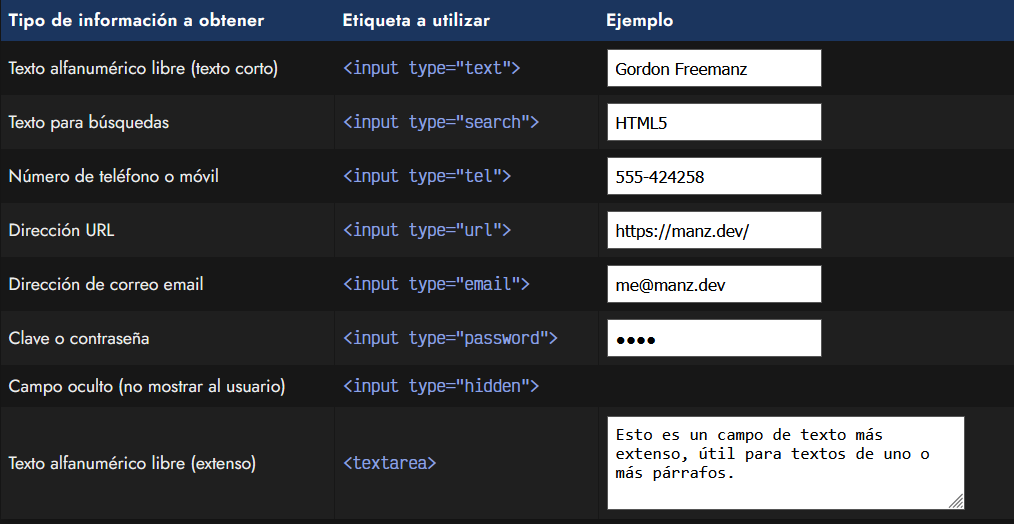 Tipo de información a obtener Etiqueta a utilizar Ejemplo
Texto alfanumérico libre (texto corto) <input type="text"> Gordon Freemanz
Texto para búsquedas <input type="search"> HTML5
Número de teléfono o móvil <input type="tel"> 555-424258
Dirección URL <input type="url"> https://manz.dev/
Dirección de correo email <input type="email"> me@manz.dev
Clave o contraseña <input type="password"> ●●●●
Campo oculto (no mostrar al usuario) <input type="hidden">
Texto alfanumérico libre (extenso) <textarea>
Esto es un campo de texto más
extenso, útil para textos de uno o
más párrafos.